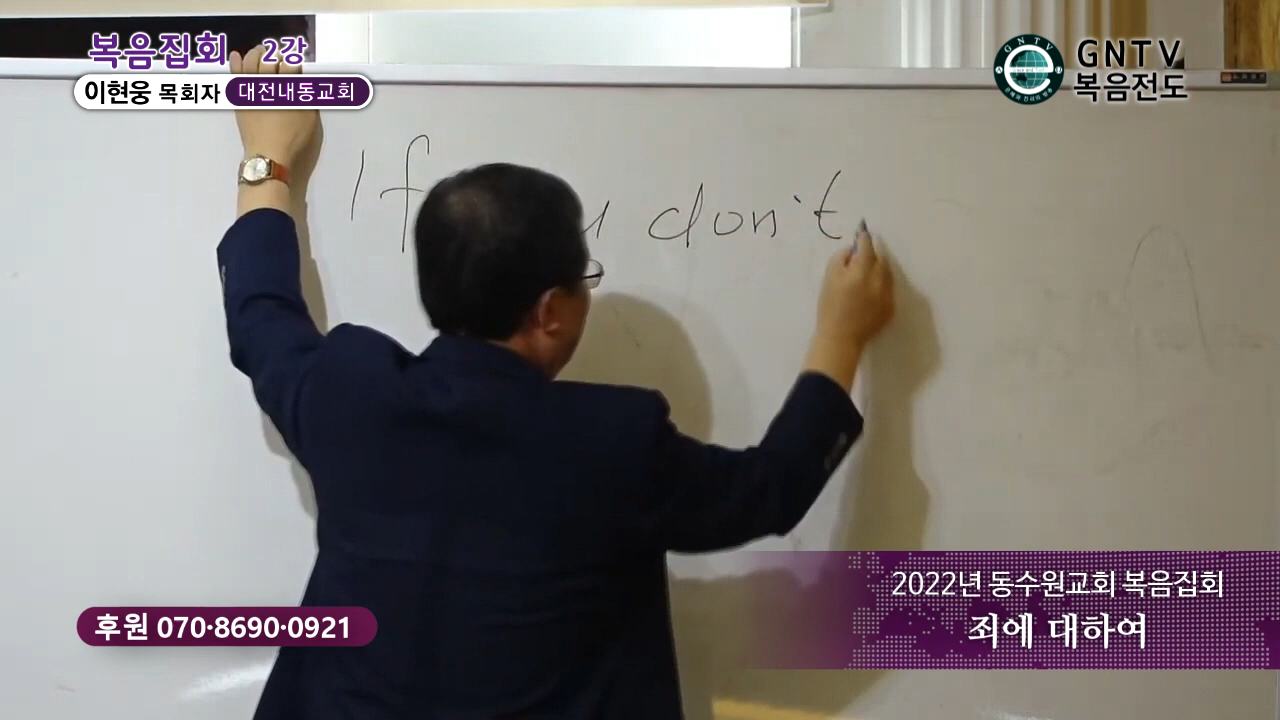 복음집회 2강
이현웅 목회자 대전내동교회
GNTV
복음전도
If u don't
후원 070·8690·0921
2022년 동수원교회 복음집회
죄에 대하여